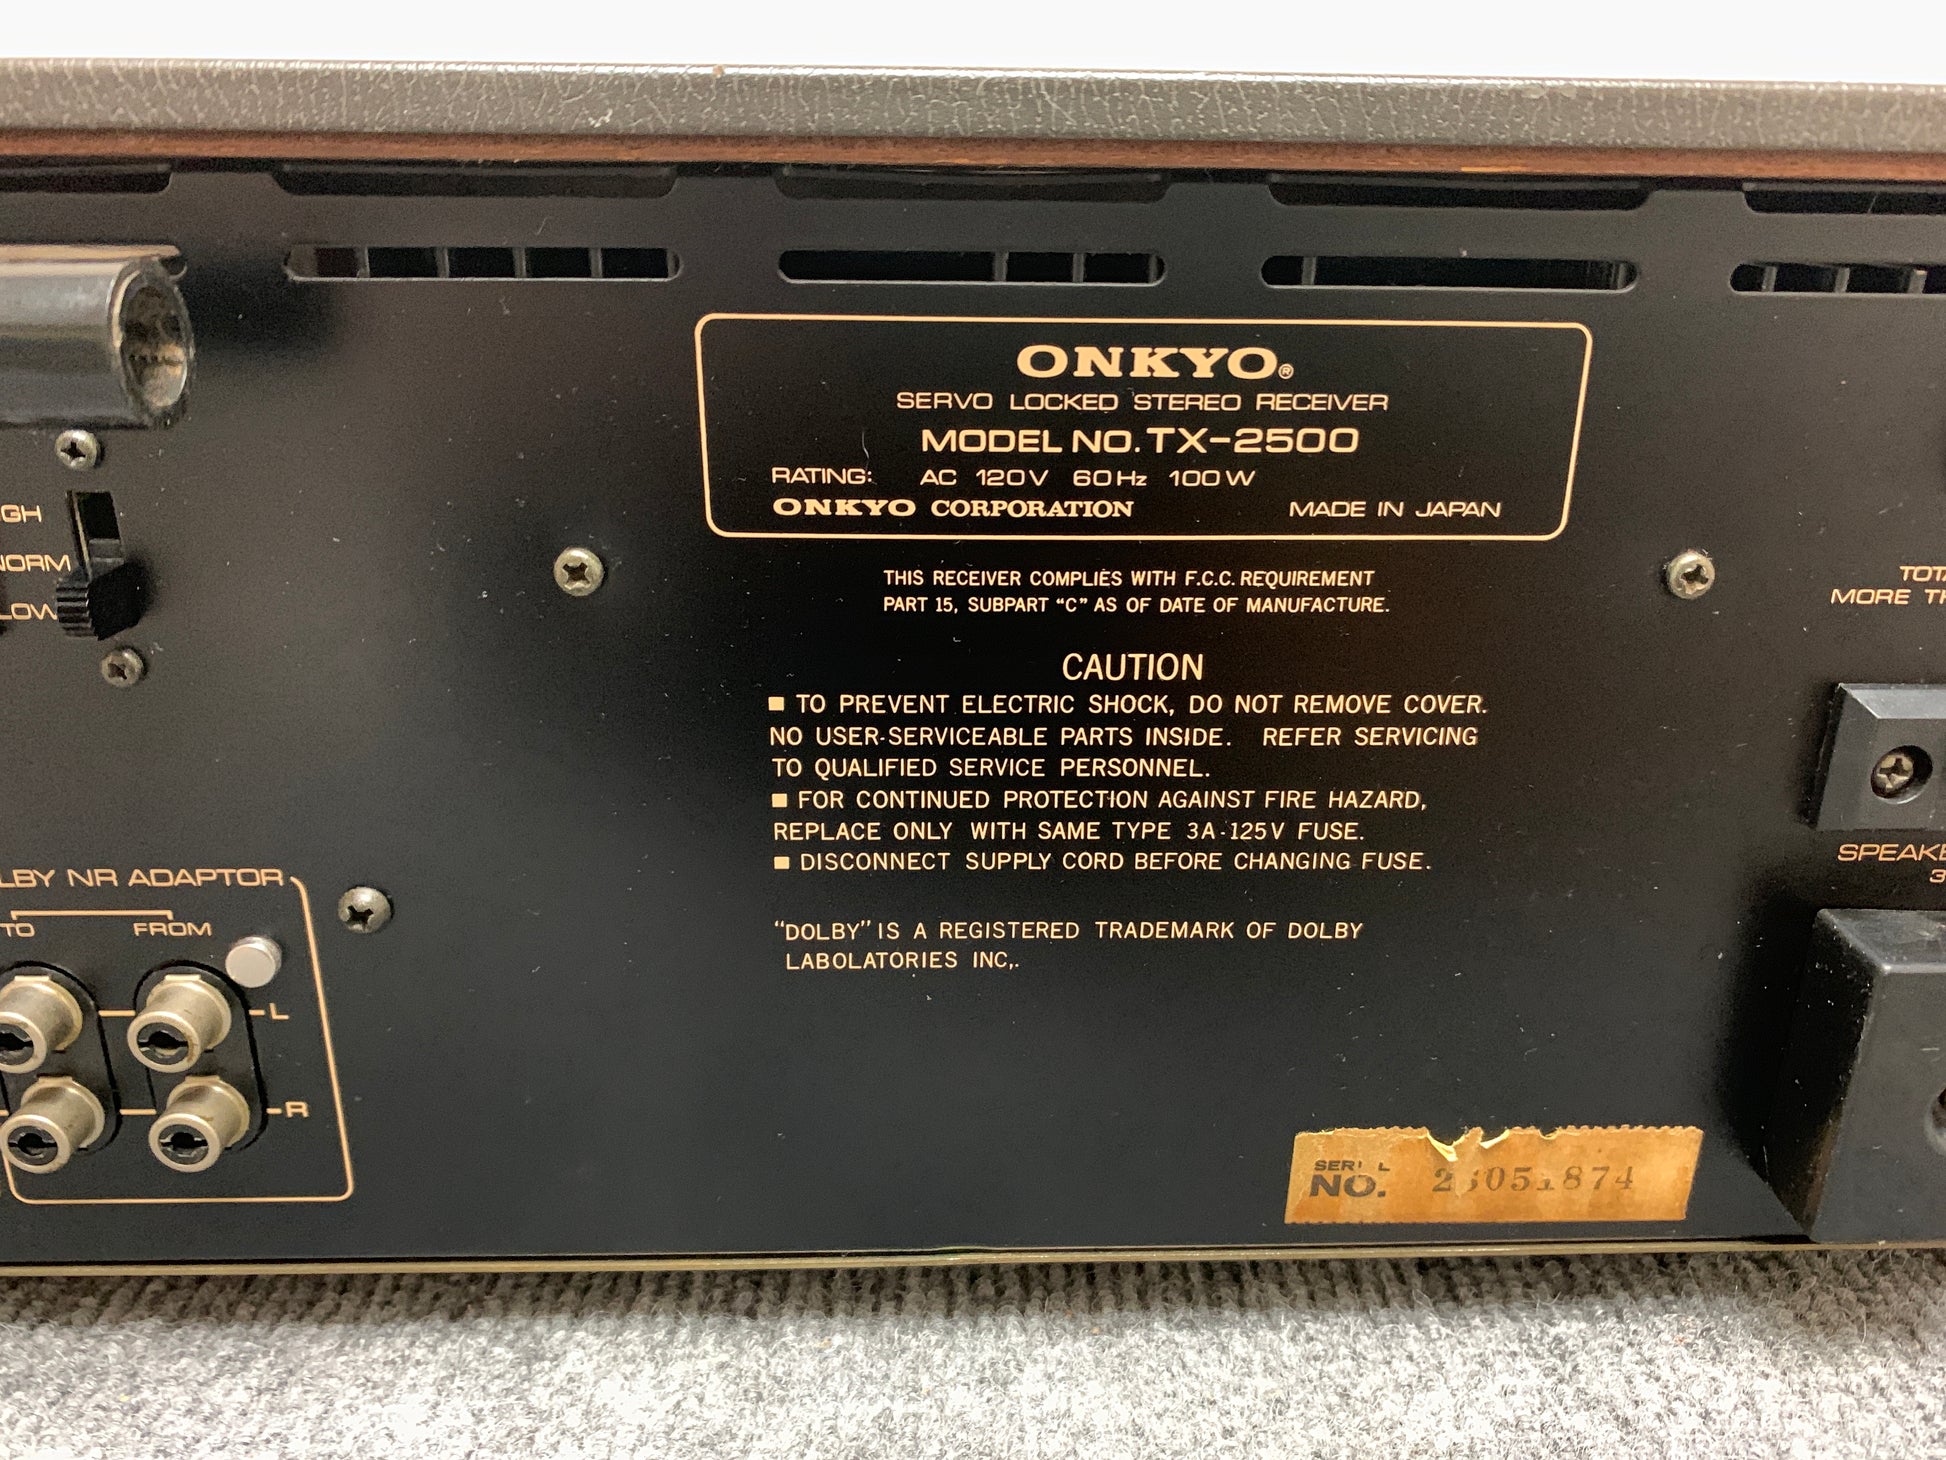 ONKYO®
SERVO LOCKED STEREO RECEIVER
MODEL NO. TX-2500
RATING: AC 120V 60Hz 100W
ONKYO CORPORATION MADE IN JAPAN
THIS RECEIVER COMPLIES WITH F.C.C. REQUIREMENT
PART 15, SUBPART "C" AS OF DATE OF MANUFACTURE.
CAUTION
■ TO PREVENT ELECTRIC SHOCK, DO NOT REMOVE COVER.
NO USER-SERVICEABLE PARTS INSIDE. REFER SERVICING
TO QUALIFIED SERVICE PERSONNEL.
■ FOR CONTINUED PROTECTION AGAINST FIRE HAZARD,
REPLACE ONLY WITH SAME TYPE 3A-125V FUSE.
■ DISCONNECT SUPPLY CORD BEFORE CHANGING FUSE.
"DOLBY" IS A REGISTERED TRADEMARK OF DOLBY
LABOLATORIES INC,.
NORM
LOW
NR ADAPTOR
TO FROM
L
R
MORE
NO.